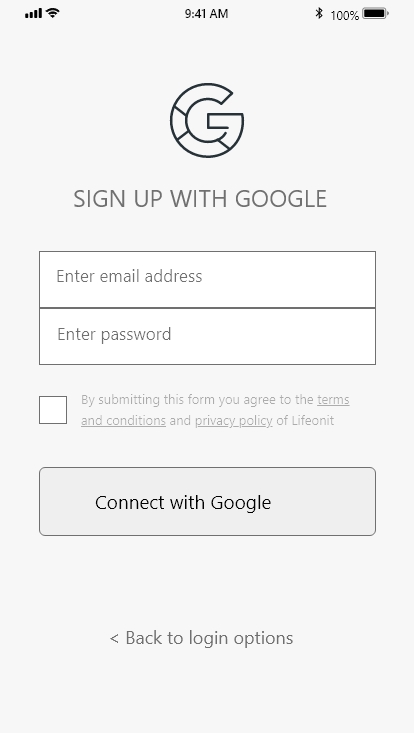 9:41 AM
100%
SIGN UP WITH GOOGLE
Enter email address
Enter password
By submitting this form you agree to the terms
and conditions and privacy policy of Lifeonit
Connect with Google
< Back to login options